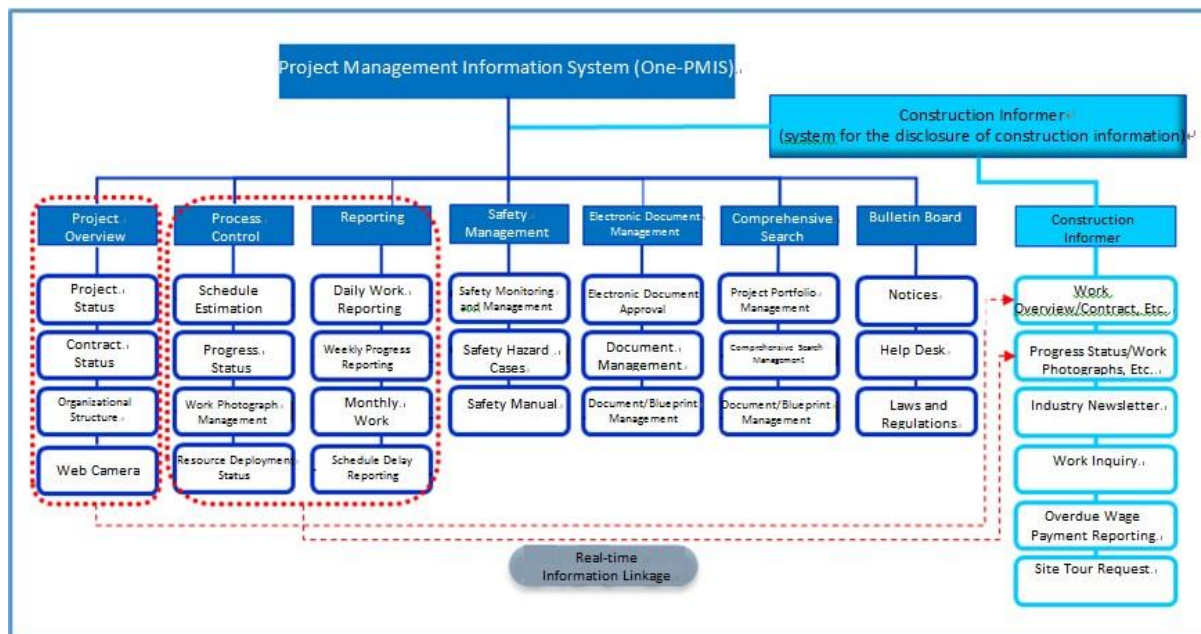 Project Management Information System (One-PMIS)
Construction Informer
(system for the disclosure of construction information)
Project
Overview
Process
Control
Reporting
Safety
Management
Electronic Document
Management
Comprehensive
Search
Bulletin Board
Construction
Informer
Project
Status
Contract
Status
Organizational
Structure
Web Camera
Schedule
Estimation
Progress
Status
Work Photograph
Management
Resource Deployment
Status
Daily Work
Reporting
Weekly Progress
Reporting
Monthly
Work
Schedule Delay
Reporting
Safety Monitoring
and Management
Safety Hazard
Cases
Safety Manual
Electronic Document
Approval
Document
Management
Document/Blueprint
Management
Project Portfolio
Management
Comprehensive Search
Management
Document/Blueprint
Management
Notices
Help Desk
Laws and
Regulations
Work
Overview/Contract, Etc.
Progress Status/Work
Photographs, Etc.
Industry Newsletter
Work Inquiry
Overdue Wage
Payment Reporting
Site Tour Request
Real-time
Information Linkage